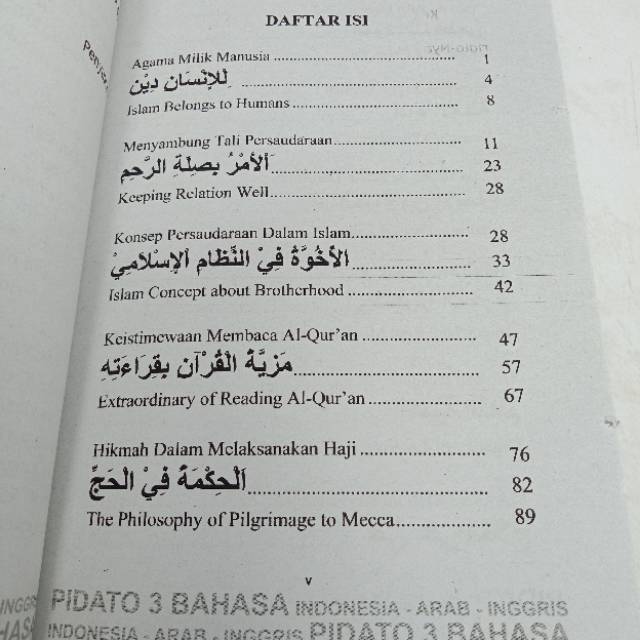 DAFTAR ISI
Agama Milik Manusia ........................................................ 1
لِلإِنْسَانِ دِيْنٌ ........................................................ 4
Islam Belongs to Humans ........................................................ 8
Menyambung Tali Persaudaraan ........................................................ 11
اَلأَمْرُ بِصِلَةِ الرَّحِمِ ........................................................ 23
Keeping Relation Well ........................................................ 28
Konsep Persaudaraan Dalam Islam ........................................................ 28
الأُخُوَّةُ فِيْ النِّظَامِ الإِسْلاَمِيْ ........................................................ 33
Islam Concept about Brotherhood ........................................................ 42
Keistimewaan Membaca Al-Qur'an ........................................................ 47
مَزِيَّةُ الْقُرْآنِ بِقِرَاءَتِهِ ........................................................ 57
Extraordinary of Reading Al-Qur'an ........................................................ 67
Hikmah Dalam Melaksanakan Haji ........................................................ 76
اَلْحِكْمَةُ فِيْ الْحَجِّ ........................................................ 82
The Philosophy of Pilgrimage to Mecca ........................................................ 89
v
PIDATO 3 BAHASA INDONESIA - ARAB - INGGRIS
INDONESIA - ARAB - INGGRIS PIDATO 3 BAHASA